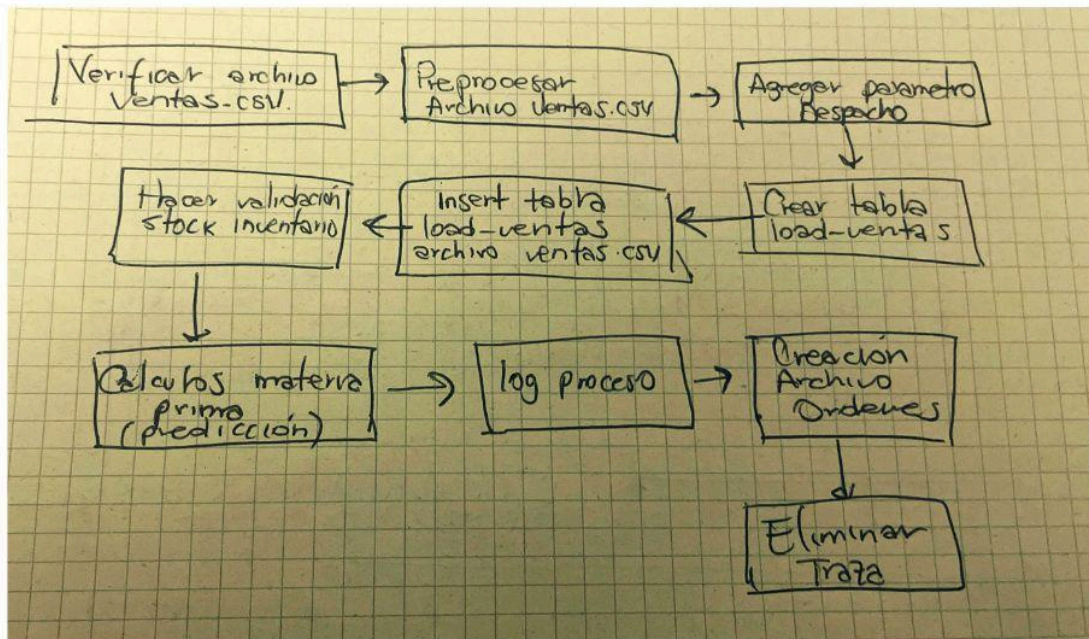 Verificar archivo
Ventas.csv.
Preprocesar
Archivo Ventas.csv
Agregar parametro
Despacho
Hacer validación
stock inventario
Insert tabla
load-ventas
archivo ventas.csv
Crear tabla
load-ventas
Calculos materia
prima
(predicción)
log proceso
Creación
Archivo
Ordenes
Eliminar
Traza